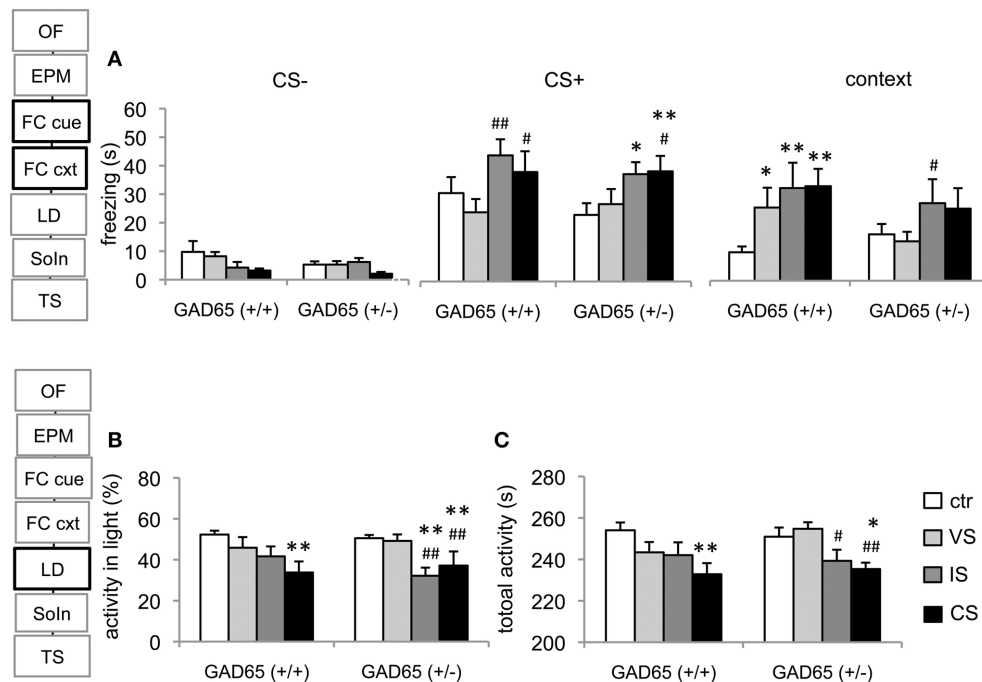 OF
EPM
FC cue
FC cxt
LD
SoIn
TS
A
CS-
CS+
context
freezing (s)
60
50
40
30
20
10
0
##
#
*
**
#
*
**
**
#
GAD65 (+/+)
GAD65 (+/-)
GAD65 (+/+)
GAD65 (+/-)
GAD65 (+/+)
GAD65 (+/-)
OF
EPM
FC cue
FC cxt
LD
SoIn
TS
B
activity in light (%)
80
60
40
20
0
**
**
##
**
##
GAD65 (+/+)
GAD65 (+/-)
C
totoal activity (s)
280
260
240
220
200
**
#
*
##
GAD65 (+/+)
GAD65 (+/-)
ctr
VS
IS
CS